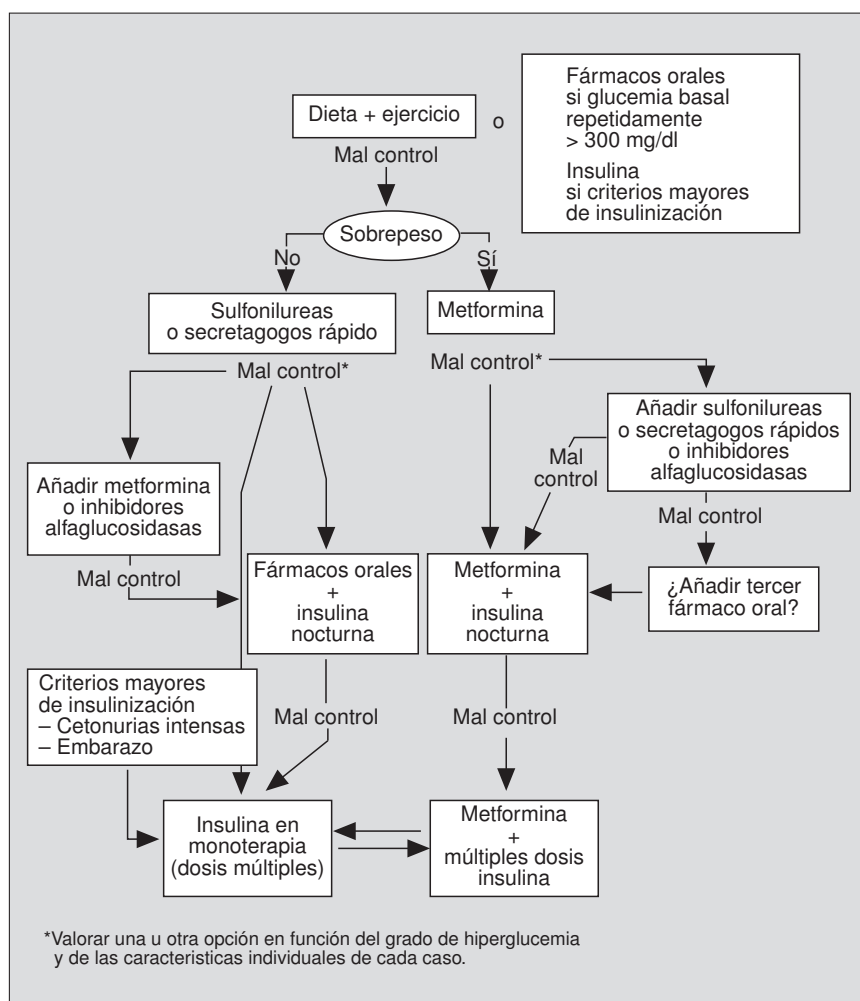 Dieta + ejercicio
o
Fármacos orales
si glucemia basal
repetidamente
> 300 mg/dl
Insulina
si criterios mayores
de insulinización
Mal control
Sobrepeso
No
Sí
Sulfonilureas
o secretagogos rápido
Metformina
Mal control*
Mal control*
Añadir sulfonilureas
o secretagogos rápidos
o inhibidores
alfaglucosidasas
Mal
control
Añadir metformina
o inhibidores
alfaglucosidasas
Mal control
Mal control
Fármacos orales
+
insulina
nocturna
Metformina
+
insulina
nocturna
¿Añadir tercer
fármaco oral?
Criterios mayores
de insulinización
– Cetonurias intensas
– Embarazo
Mal control
Mal control
Insulina en
monoterapia
(dosis múltiples)
Metformina
+
múltiples dosis
insulina
*Valorar una u otra opción en función del grado de hiperglucemia
y de las caracteristicas individuales de cada caso.